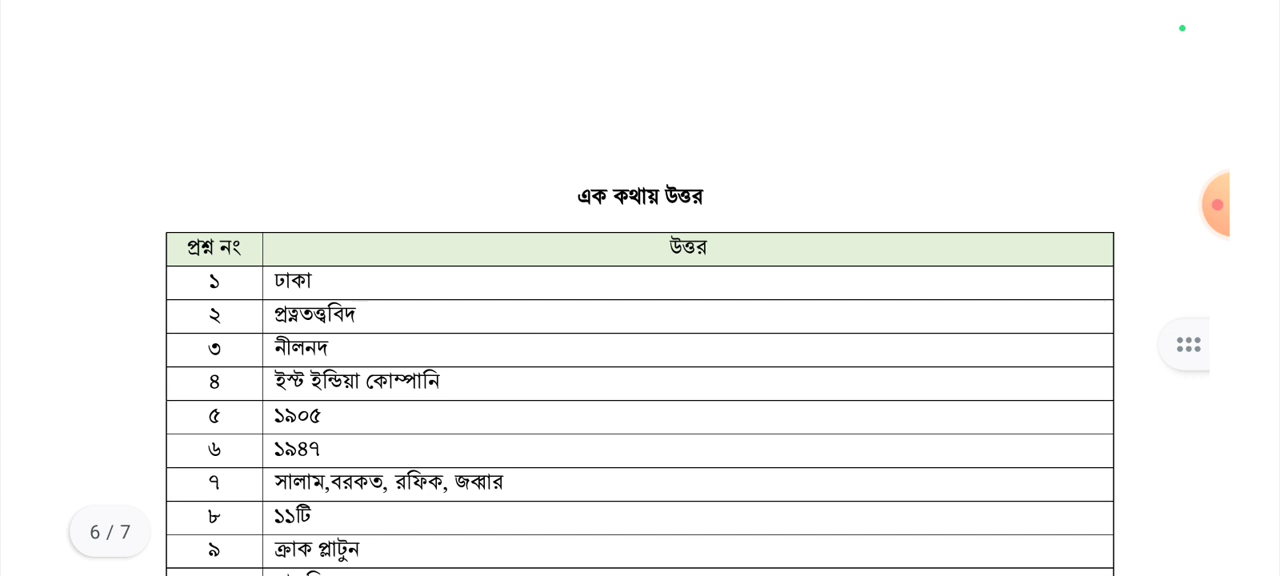 এক কথায় উত্তর
প্রশ্ন নং উত্তর
১ ঢাকা
২ প্রত্নতত্ত্ববিদ
৩ নীলনদ
৪ ইস্ট ইন্ডিয়া কোম্পানি
৫ ১৯০৫
৬ ১৯৪৭
৭ সালাম,বরকত, রফিক, জব্বার
৮ ১১টি
৯ ক্রাক প্লাটুন
6 / 7